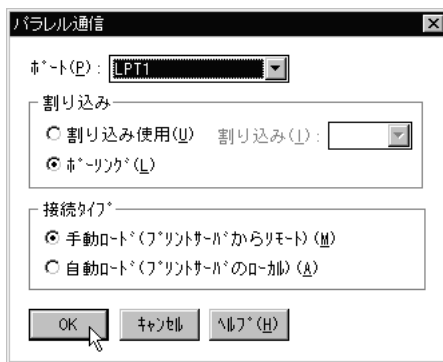 パラレル通信
ﾎﾟｰﾄ(P) : LPT1
割り込み
割り込み使用(U) 割り込み(I) :
ﾎﾟｰﾘﾝｸﾞ(L)
接続ﾀｲﾌﾟ
手動ﾛｰﾄﾞ(ﾌﾟﾘﾝﾄｻｰﾊﾞからﾘﾓｰﾄ) (M)
自動ﾛｰﾄﾞ(ﾌﾟﾘﾝﾄｻｰﾊﾞのﾛｰｶﾙ) (A)
OK ｷｬﾝｾﾙ ﾍﾙﾌﾟ(H)